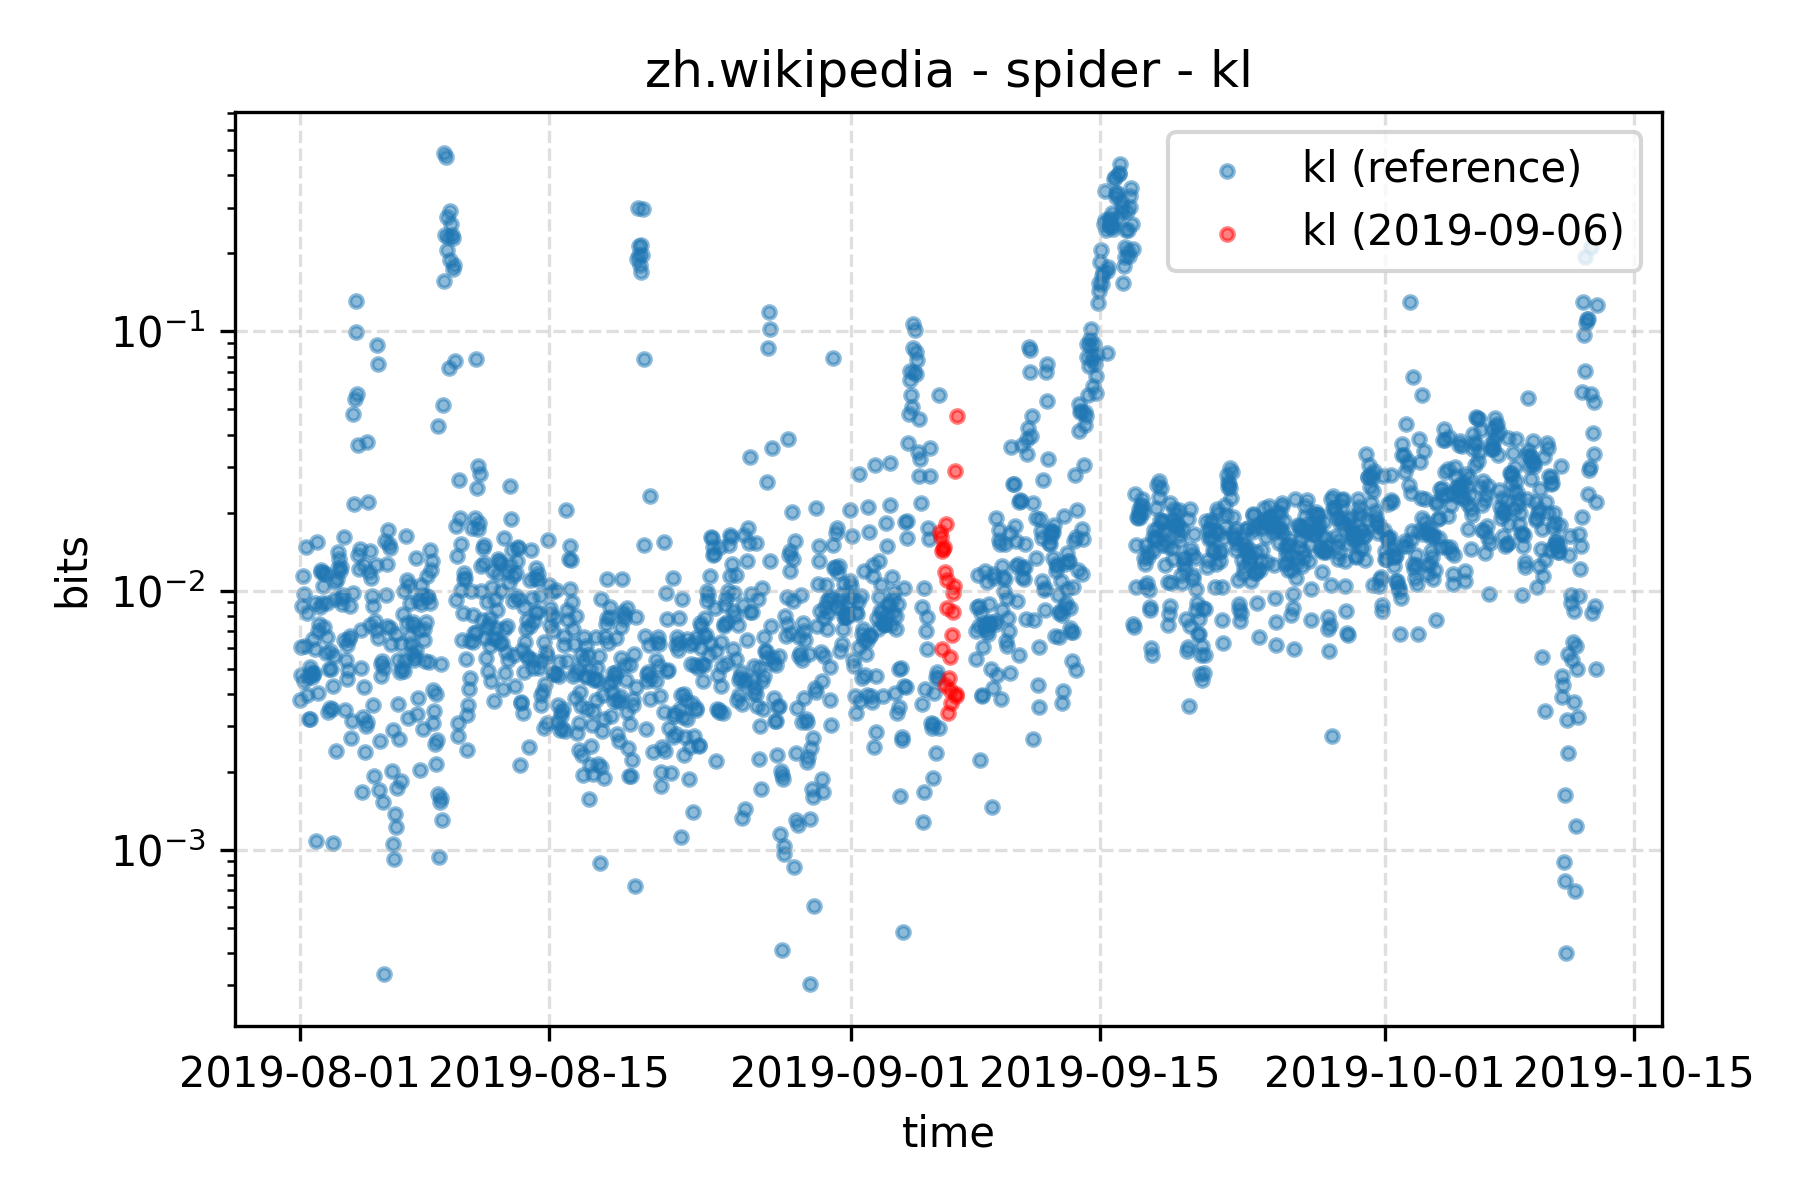 zh.wikipedia - spider - kl
kl (reference)
kl (2019-09-06)
bits
10⁻¹
10⁻²
10⁻³
2019-08-01 2019-08-15 2019-09-01 2019-09-15 2019-10-01 2019-10-15
time